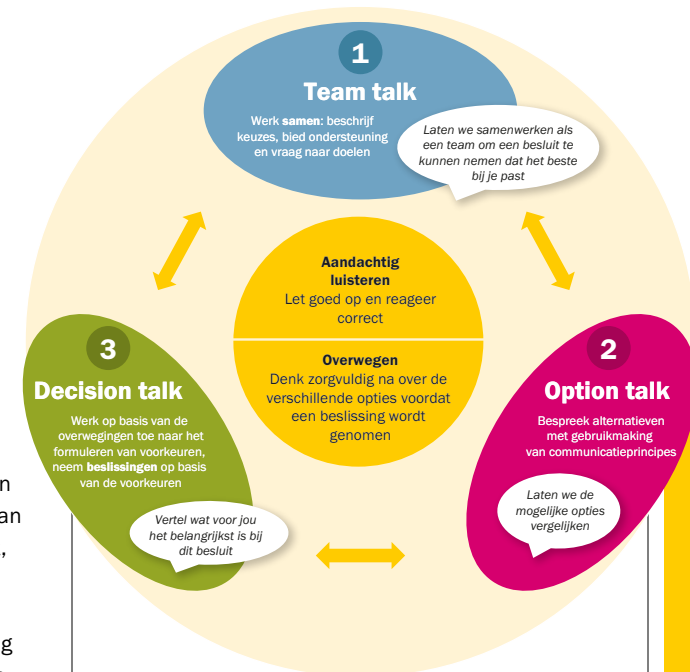 1
Team talk
Werk samen: beschrijf
keuzes, bied ondersteuning
en vraag naar doelen
Laten we samenwerken als
een team om een besluit te
kunnen nemen dat het beste
bij je past
Aandachtig
luisteren
Let goed op en reageer
correct
Overwegen
Denk zorgvuldig na over de
verschillende opties voordat
een beslissing wordt
genomen
2
Option talk
Bespreek alternatieven
met gebruikmaking
van communicatieprincipes
Laten we de
mogelijke opties
vergelijken
3
Decision talk
Werk op basis van de
overwegingen toe naar het
formuleren van voorkeuren,
neem beslissingen op basis
van de voorkeuren
Vertel wat voor jou
het belangrijkst is bij
dit besluit